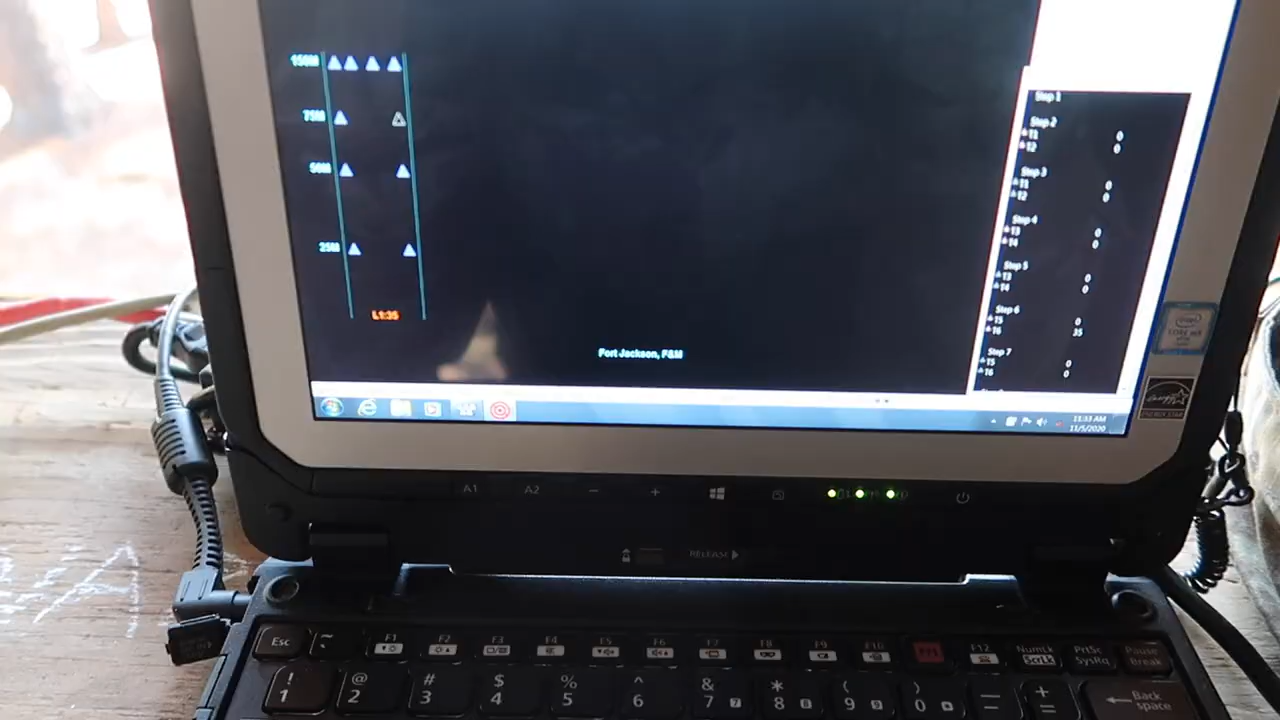 150M
75M
50M
25M
L1:35
Fort Jackson, F&M
Step 1
Step 2
T1 0
T2 0
Step 3
T1 0
T2 0
Step 4
T3 0
T4 0
Step 5
T3 0
T4 0
Step 6
T5 0
T6 35
Step 7
T5 0
T6 0
11:53 AM
11/5/2020
intel
A1 A2 - +
RELEASE
Esc ~ F1 F2 F3 F4 F5 F6 F7 F8 F9 F10 F11 F12 NumLk ScrLk PrtSc SysRq Pause Break
! 1 @ 2 # 3 $ 4 % 5 ^ 6 & 7 * 8 ( 9 ) 0 — + = Back space